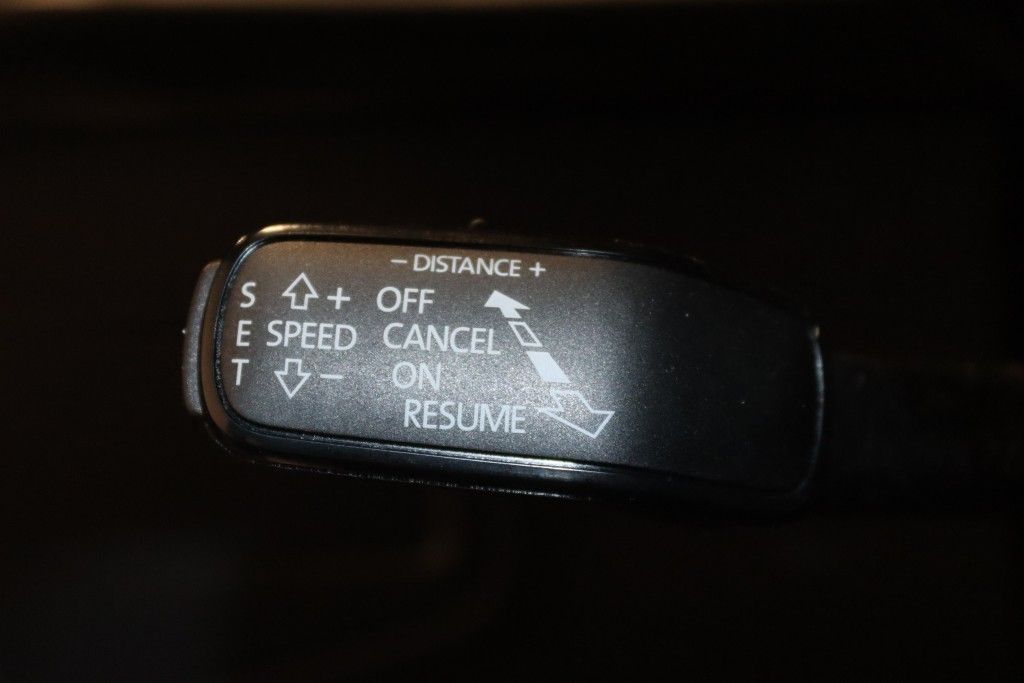 - DISTANCE +
S + OFF
E SPEED CANCEL
T - ON
RESUME